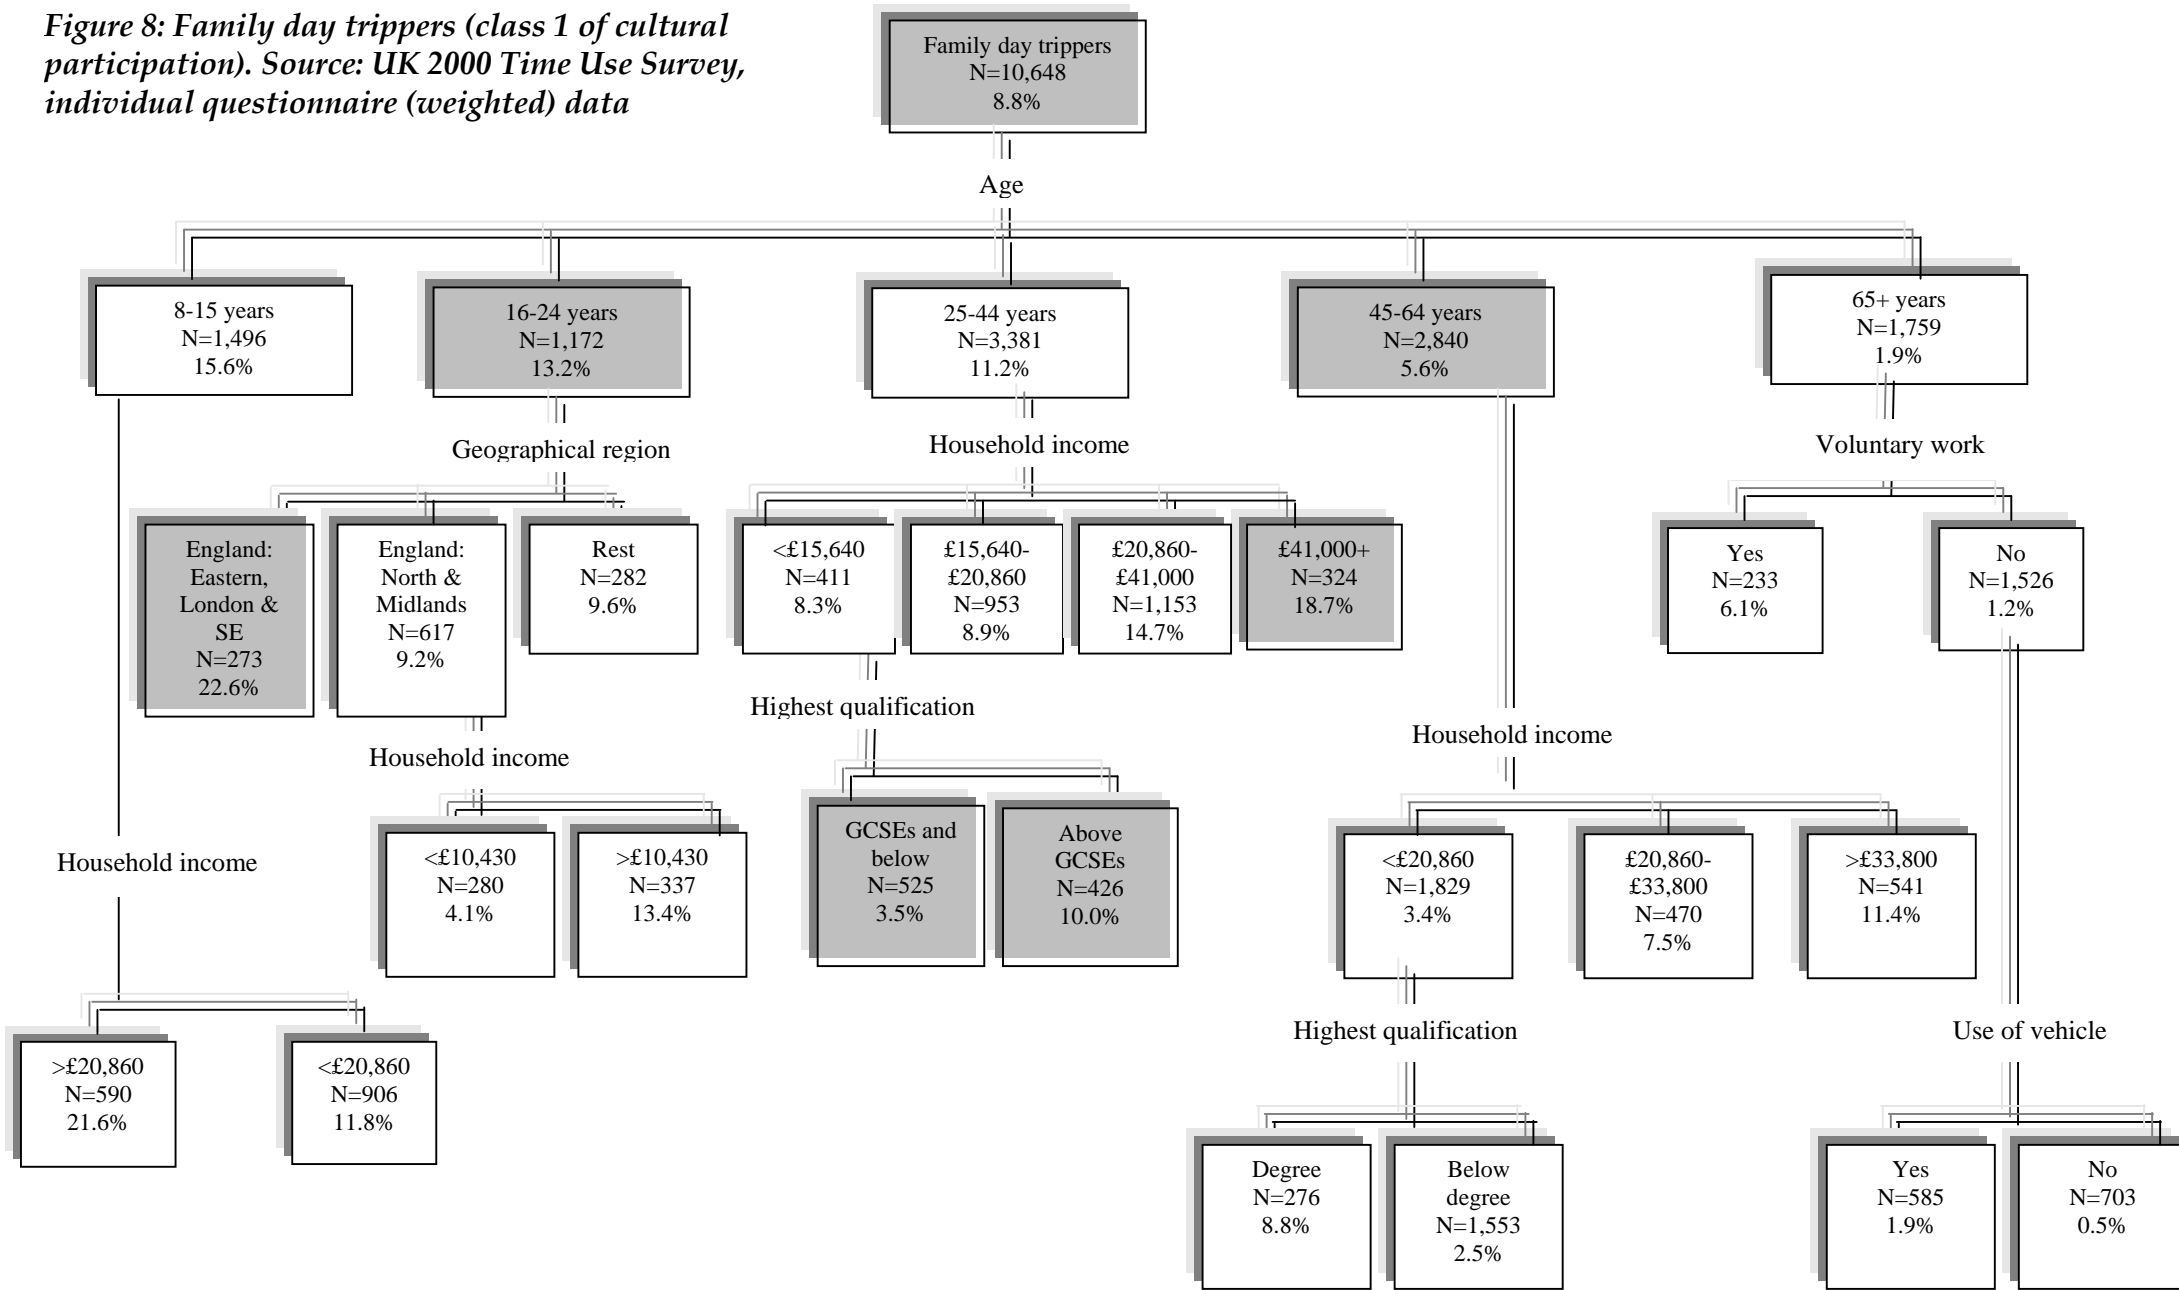 Figure 8: Family day trippers (class 1 of cultural
participation). Source: UK 2000 Time Use Survey,
individual questionnaire (weighted) data
Family day trippers
N=10,648
8.8%
Age
8-15 years
N=1,496
15.6%
16-24 years
N=1,172
13.2%
25-44 years
N=3,381
11.2%
45-64 years
N=2,840
5.6%
65+ years
N=1,759
1.9%
Geographical region
Household income
Voluntary work
England:
Eastern,
London &
SE
N=273
22.6%
England:
North &
Midlands
N=617
9.2%
Rest
N=282
9.6%
<£15,640
N=411
8.3%
£15,640-
£20,860
N=953
8.9%
£20,860-
£41,000
N=1,153
14.7%
£41,000+
N=324
18.7%
Yes
N=233
6.1%
No
N=1,526
1.2%
Highest qualification
Household income
Household income
Household income
<£10,430
N=280
4.1%
>£10,430
N=337
13.4%
GCSEs and
below
N=525
3.5%
Above
GCSEs
N=426
10.0%
<£20,860
N=1,829
3.4%
£20,860-
£33,800
N=470
7.5%
>£33,800
N=541
11.4%
Highest qualification
Use of vehicle
>£20,860
N=590
21.6%
<£20,860
N=906
11.8%
Degree
N=276
8.8%
Below
degree
N=1,553
2.5%
Yes
N=585
1.9%
No
N=703
0.5%